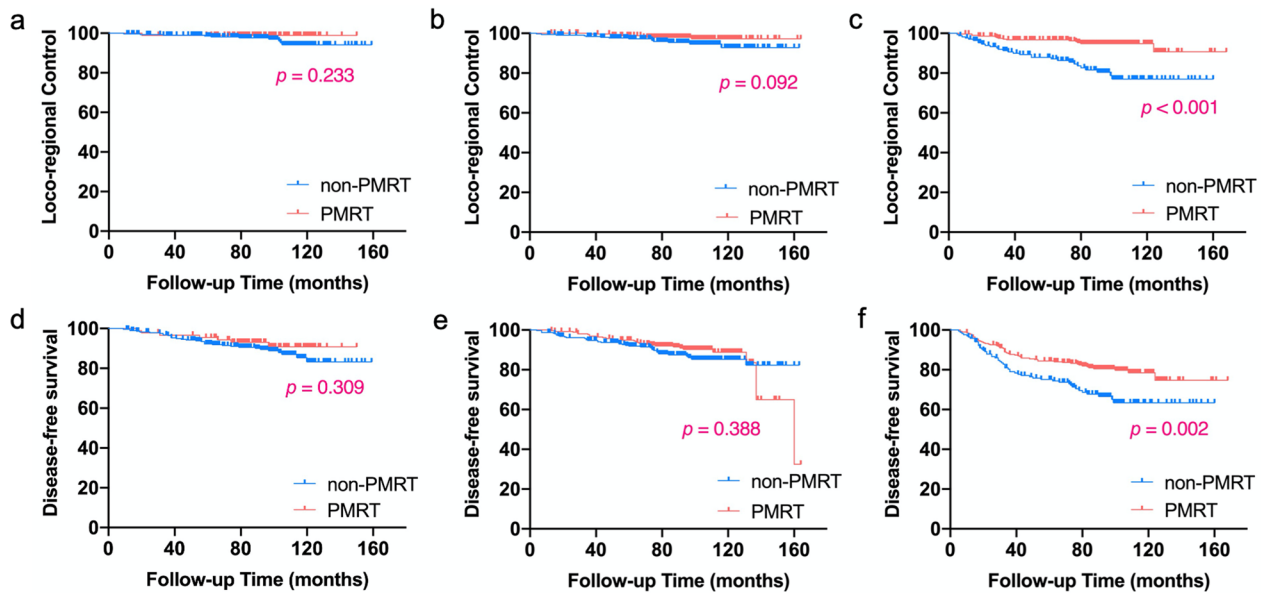 a
Loco-regional Control
100
80
60
40
20
0
p = 0.233
non-PMRT
PMRT
0 40 80 120 160
Follow-up Time (months)
b
Loco-regional Control
100
80
60
40
20
0
p = 0.092
non-PMRT
PMRT
0 40 80 120 160
Follow-up Time (months)
c
Loco-regional Control
100
80
60
40
20
0
p < 0.001
non-PMRT
PMRT
0 40 80 120 160
Follow-up Time (months)
d
Disease-free survival
100
80
60
40
20
0
p = 0.309
non-PMRT
PMRT
0 40 80 120 160
Follow-up Time (months)
e
Disease-free survival
100
80
60
40
20
0
p = 0.388
non-PMRT
PMRT
0 40 80 120 160
Follow-up Time (months)
f
Disease-free survival
100
80
60
40
20
0
p = 0.002
non-PMRT
PMRT
0 40 80 120 160
Follow-up Time (months)